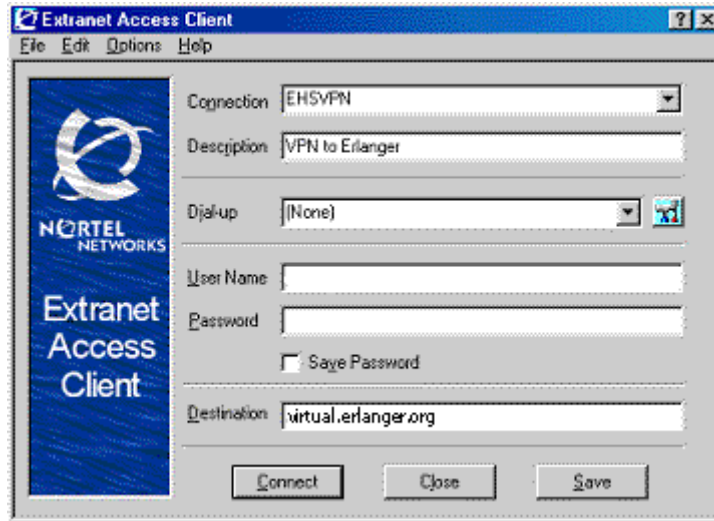 Extranet Access Client
File Edit Options Help
Connection EHSVPN
Description VPN to Erlanger
Dial-up (None)
NORTEL
NETWORKS
User Name
Extranet
Access
Client
Password
Save Password
Destination virtual.erlanger.org
Connect Close Save